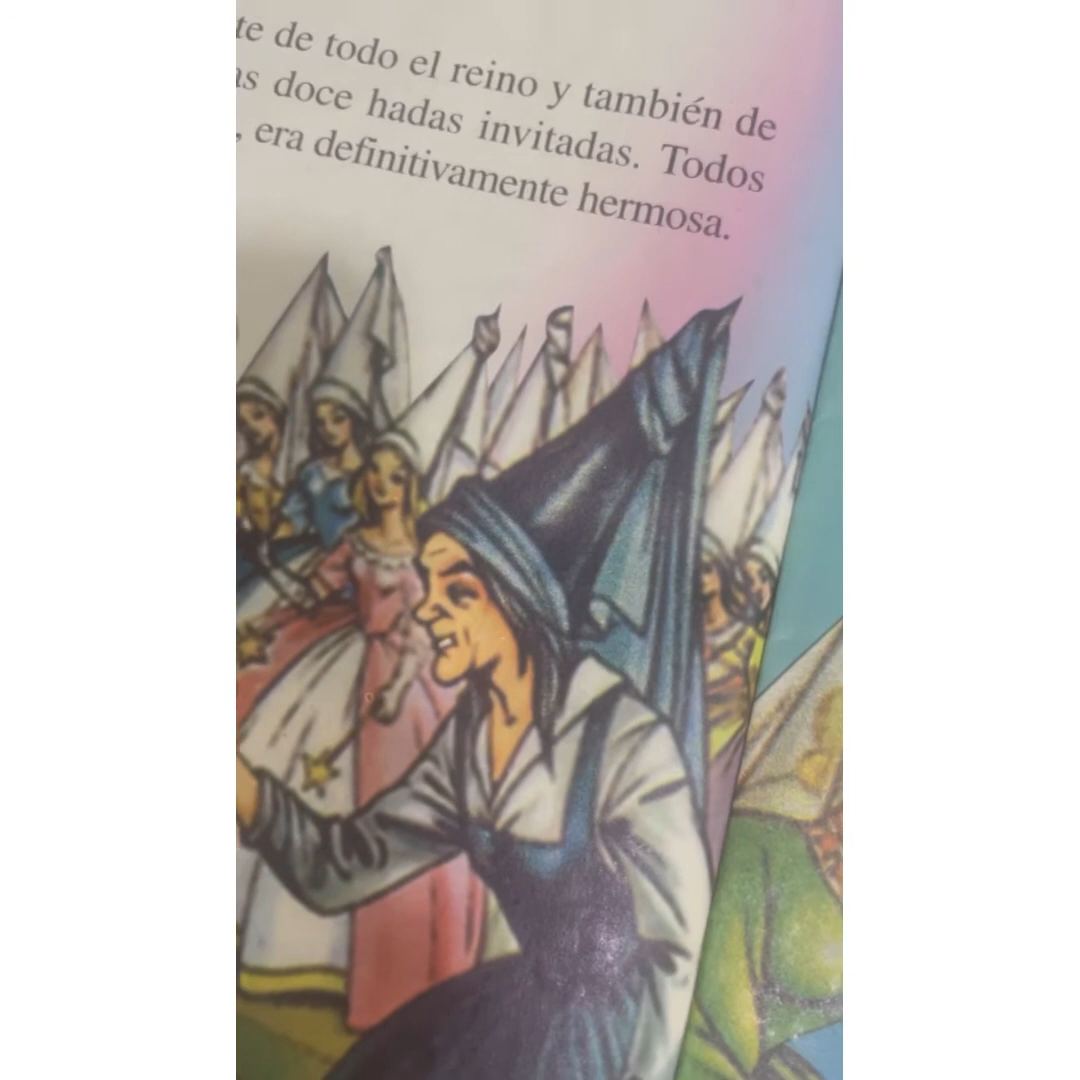 te de todo el reino y también de
as doce hadas invitadas. Todos
, era definitivamente hermosa.